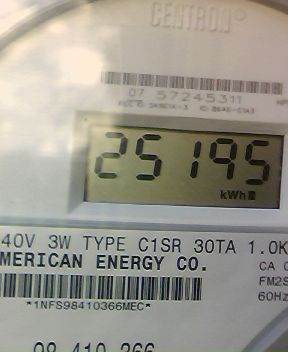 CENTRON®
07 57245311
25195
kWh
40V 3W TYPE C1SR 30TA 1.0K
MERICAN ENERGY CO.
CA 0
FM2S
60Hz
*1NFS98410366MEC*